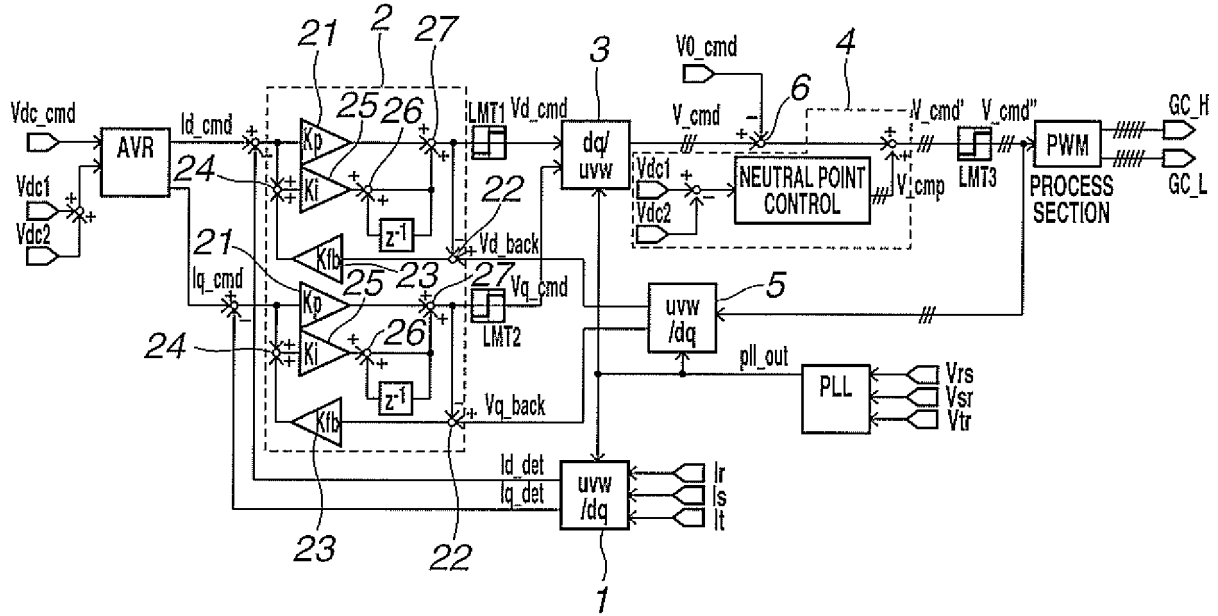 21
2
27
3
V0_cmd
4
6
Vdc_cmd
AVR
Id_cmd
24
Kp
25
Ki
26
z-1
LMT1
Vd_cmd
dq/
uvw
V_cmd
V_cmd'
V_cmd"
LMT3
PWM
PROCESS
SECTION
GC_H
GC_L
Vdc1
Vdc2
Vdc1
Vdc2
NEUTRAL POINT
CONTROL
V_cmp
22
Kfb
23
Vd_back
21
Iq_cmd
24
Kp
25
Ki
26
27
z-1
Vq_cmd
LMT2
uvw
/dq
5
pll_out
PLL
Vrs
Vsr
Vtr
Kfb
23
Vq_back
22
Id_det
Iq_det
uvw
/dq
Ir
Is
It
1